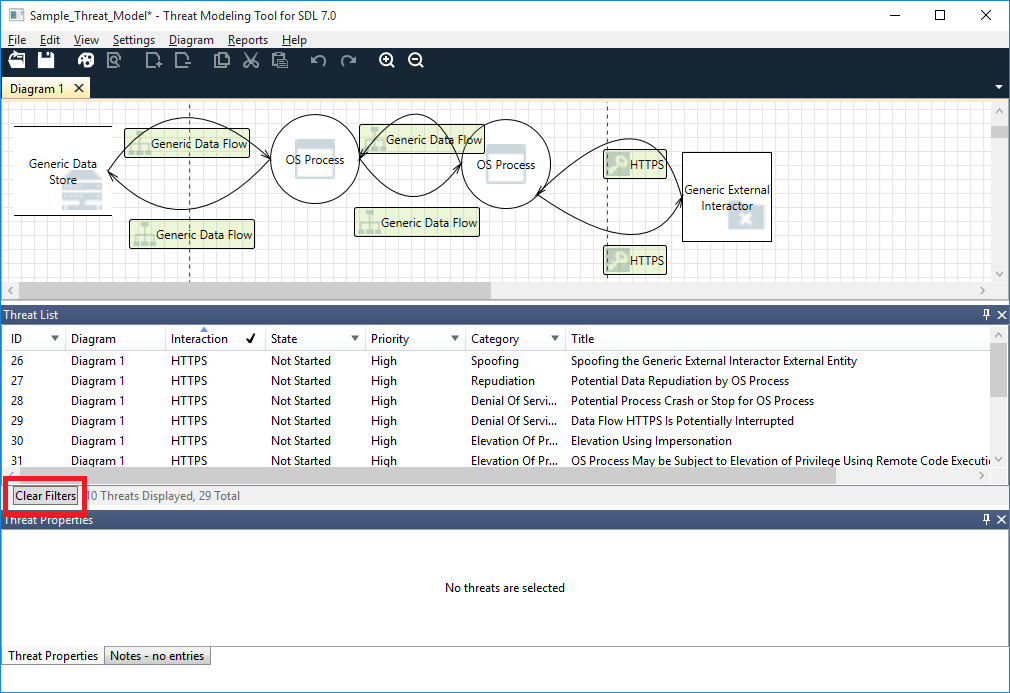 Sample_Threat_Model* - Threat Modeling Tool for SDL 7.0
File Edit View Settings Diagram Reports Help
Diagram 1
Generic Data Store
Generic Data Flow
Generic Data Flow
OS Process
Generic Data Flow
Generic Data Flow
OS Process
HTTPS
HTTPS
Generic External
Interactor
Threat List
ID Diagram Interaction State Priority Category Title
26 Diagram 1 HTTPS Not Started High Spoofing Spoofing the Generic External Interactor External Entity
27 Diagram 1 HTTPS Not Started High Repudiation Potential Data Repudiation by OS Process
28 Diagram 1 HTTPS Not Started High Denial Of Servi... Potential Process Crash or Stop for OS Process
29 Diagram 1 HTTPS Not Started High Denial Of Servi... Data Flow HTTPS Is Potentially Interrupted
30 Diagram 1 HTTPS Not Started High Elevation Of Pr... Elevation Using Impersonation
31 Diagram 1 HTTPS Not Started High Elevation Of Pr... OS Process May be Subject to Elevation of Privilege Using Remote Code Executi
Clear Filters 10 Threats Displayed, 29 Total
Threat Properties
No threats are selected
Threat Properties Notes - no entries